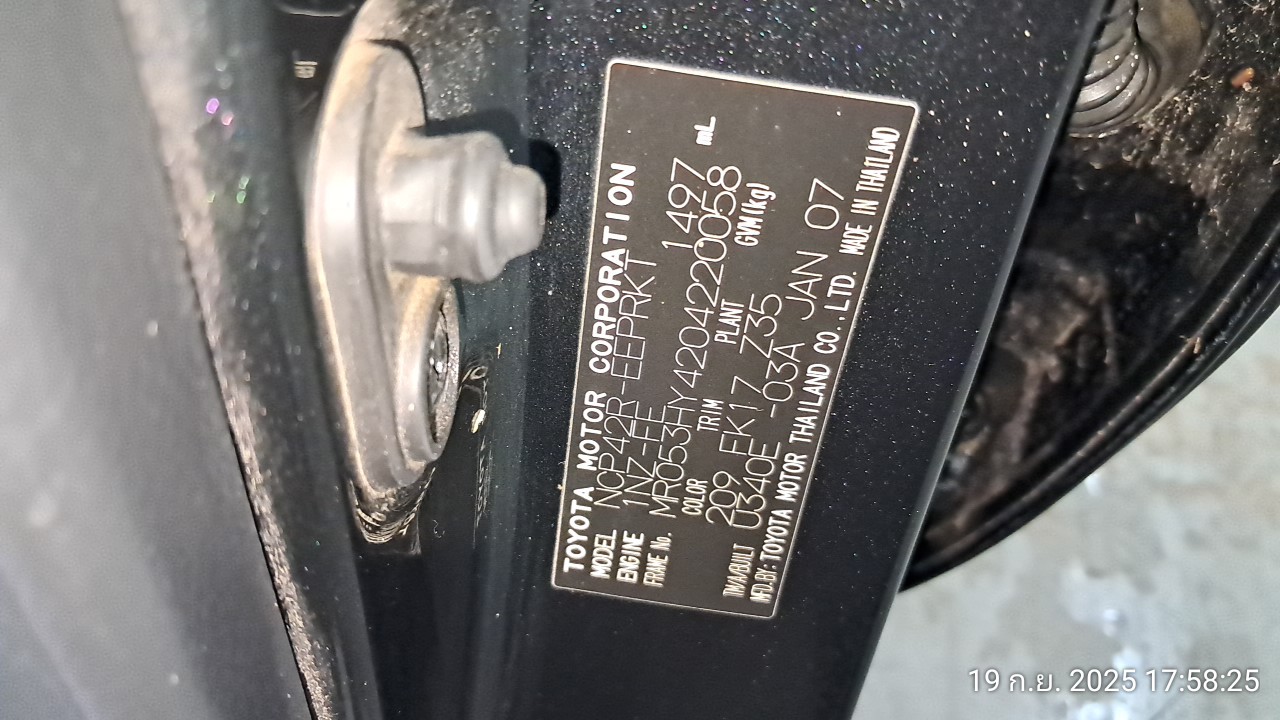 TOYOTA MOTOR CORPORATION
MODEL NCP42R-EEPRKT
ENGINE 1NZ-FE 1497 mL
FRAME No. MR053HY4204220058
COLOR TRIM PLANT GVM(kg)
209 FK17 Z35
TM/A/BUILT U340E -03A JAN 07
MFD.BY: TOYOTA MOTOR THAILAND CO.,LTD. MADE IN THAILAND
19 ก.ย. 2025 17:58:25